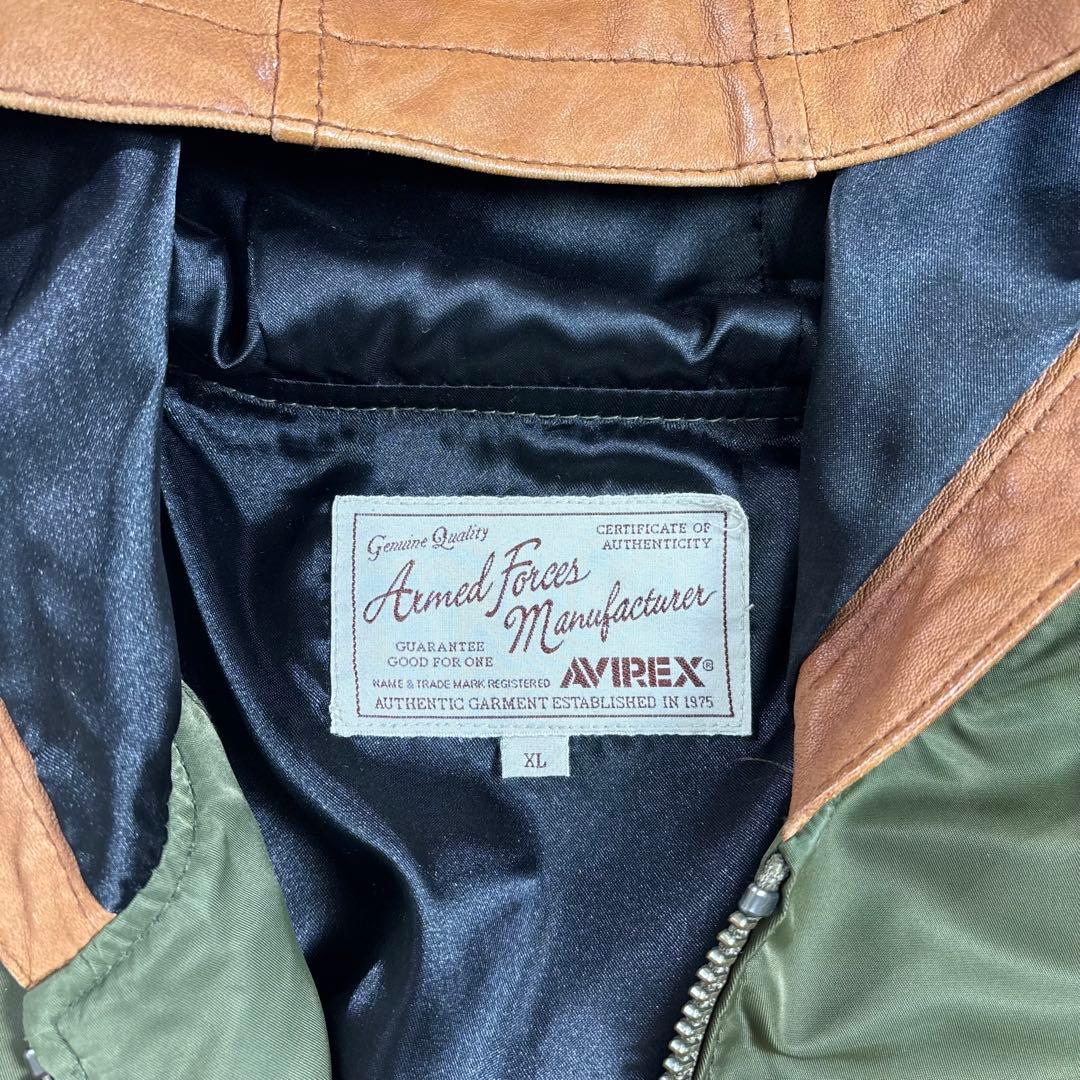 Genuine Quality
CERTIFICATE OF
AUTHENTICITY
Armed Forces
Manufacturer
GUARANTEE
GOOD FOR ONE
NAME & TRADE MARK REGISTERED
AVIREX®
AUTHENTIC GARMENT ESTABLISHED IN 1975
XL